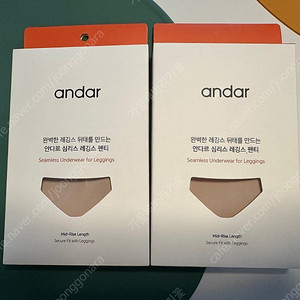 andar
완벽한 레깅스 뒤태를 만드는
안다르 심리스 레깅스 팬티
Seamless Underwear for Leggings
Mid-Rise Length
Secure Fit with Leggings
andar
완벽한 레깅스 뒤태를 만드는
안다르 심리스 레깅스 팬티
Seamless Underwear for Leggings
Mid-Rise Length
Secure Fit with Leggings